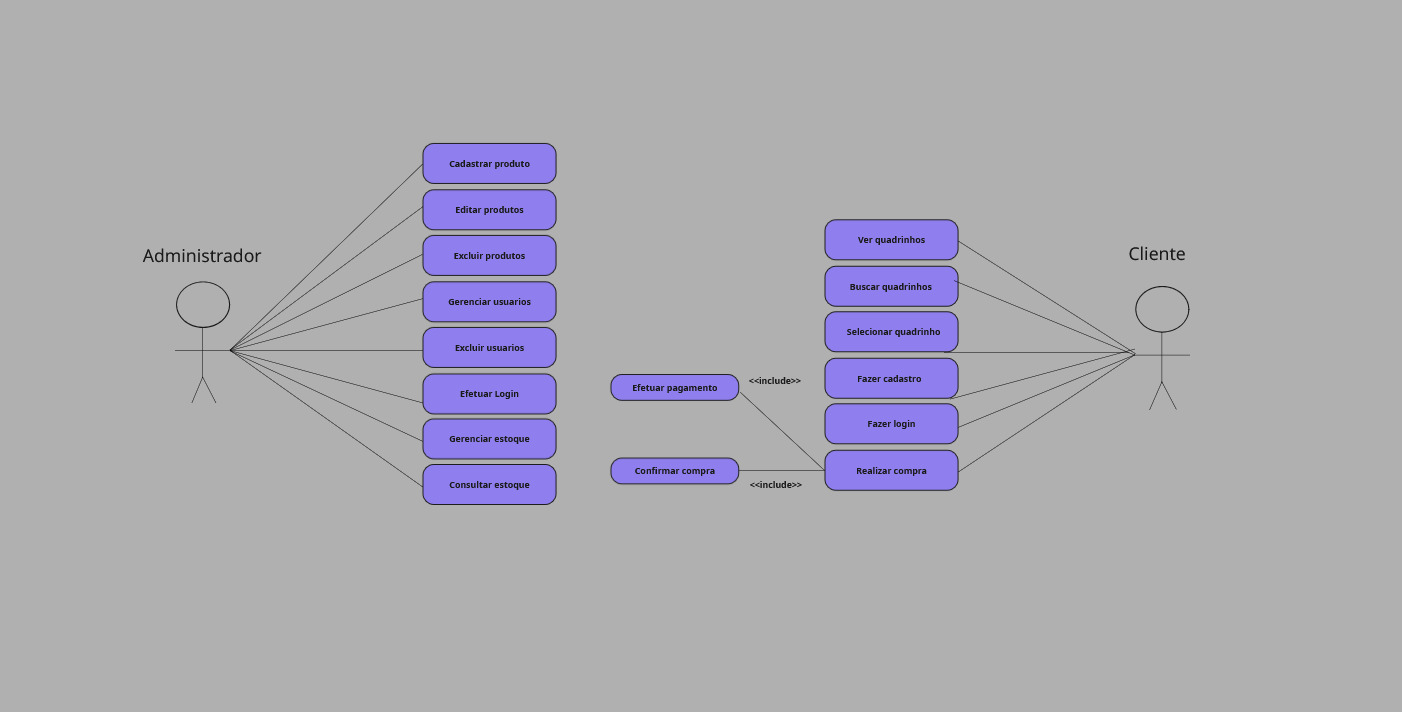 Administrador
Cadastrar produto
Editar produtos
Excluir produtos
Gerenciar usuarios
Excluir usuarios
Efetuar Login
Gerenciar estoque
Consultar estoque
Efetuar pagamento
<<include>>
Confirmar compra
<<include>>
Ver quadrinhos
Buscar quadrinhos
Selecionar quadrinho
Fazer cadastro
Fazer login
Realizar compra
Cliente